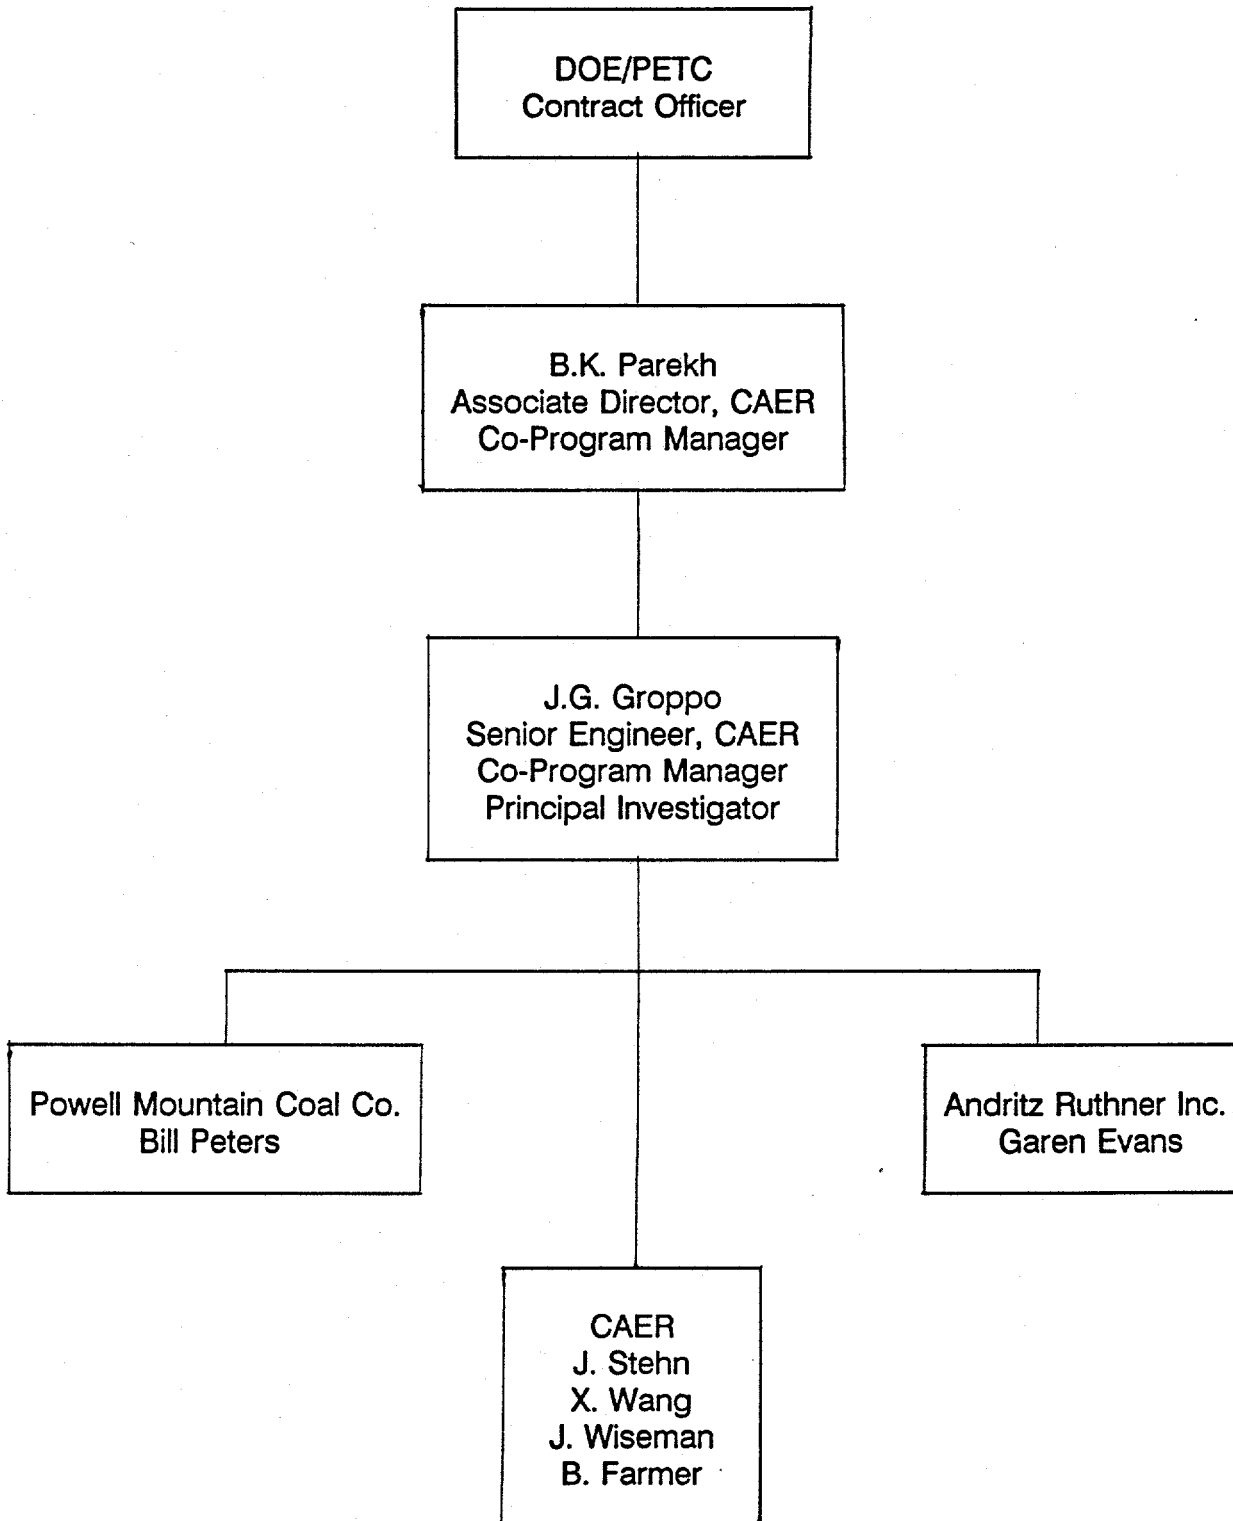 DOE/PETC
Contract Officer
B.K. Parekh
Associate Director, CAER
Co-Program Manager
J.G. Groppo
Senior Engineer, CAER
Co-Program Manager
Principal Investigator
Powell Mountain Coal Co.
Bill Peters
Andritz Ruthner Inc.
Garen Evans
CAER
J. Stehn
X. Wang
J. Wiseman
B. Farmer